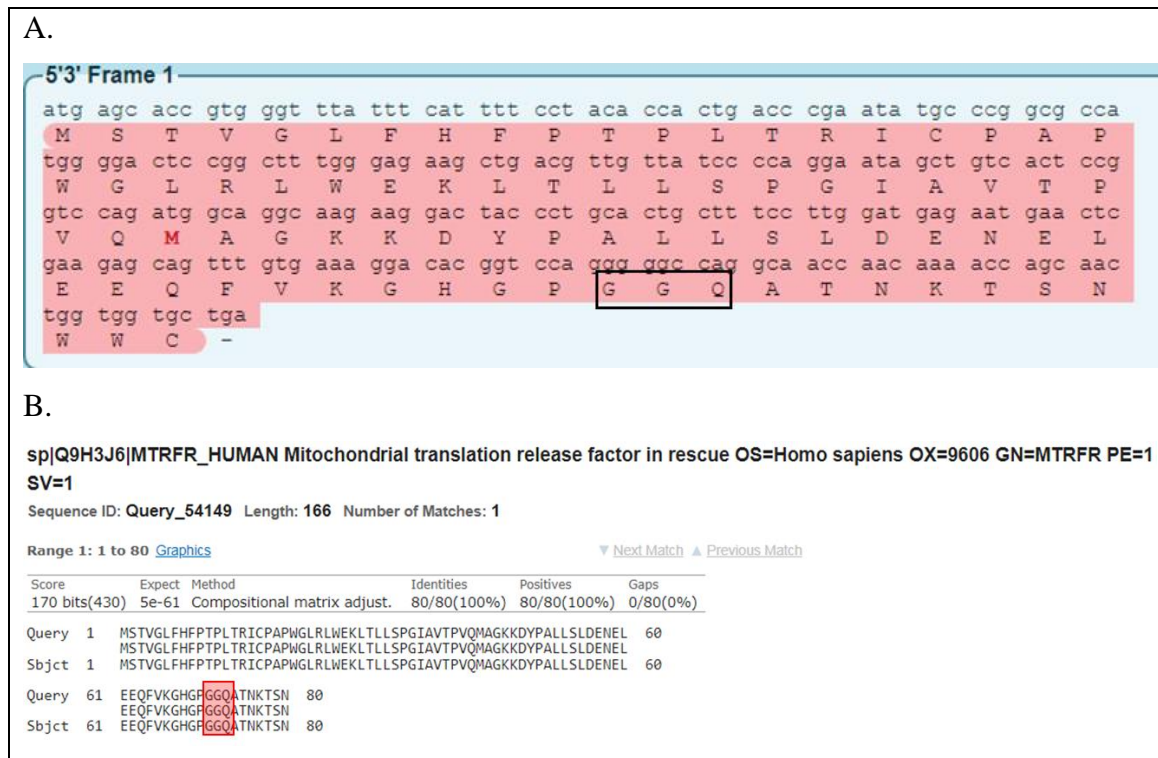 A.
5'3' Frame 1
atg agc acc gtg ggt tta ttt cat ttt cct aca cca ctg acc cga ata tgc ccg gcg cca
M S T V G L F H F P T P L T R I C P A P
tgg gga ctc cgg ctt tgg gag aag ctg acg ttg tta tcc cca gga ata gct gtc act ccg
W G L R L W E K L T L L S P G I A V T P
gtc cag atg gca ggc aag aag gac tac cct gca ctg ctt tcc ttg gat gag aat gaa ctc
V Q M A G K K D Y P A L L S L D E N E L
gaa gag cag ttt gtg aaa gga cac ggt cca ggg ggc cag gca acc aac aaa acc agc aac
E E Q F V K G H G P G G Q A T N K T S N
tgg tgg tgc tga
W W C -
B.
sp|Q9H3J6|MTRFR_HUMAN Mitochondrial translation release factor in rescue OS=Homo sapiens OX=9606 GN=MTRFR PE=1
SV=1
Sequence ID: Query_54149 Length: 166 Number of Matches: 1
Range 1: 1 to 80 Graphics ▼ Next Match ▲ Previous Match
Score Expect Method Identities Positives Gaps
170 bits(430) 5e-61 Compositional matrix adjust. 80/80(100%) 80/80(100%) 0/80(0%)
Query 1 MSTVGLFHFPTPLTRICPAPWGLRLWEKLTLLSPGIAVTPVQMAGKKDYPALLSLDENEL 60
MSTVGLFHFPTPLTRICPAPWGLRLWEKLTLLSPGIAVTPVQMAGKKDYPALLSLDENEL
Sbjct 1 MSTVGLFHFPTPLTRICPAPWGLRLWEKLTLLSPGIAVTPVQMAGKKDYPALLSLDENEL 60
Query 61 EEQFVKGHGPGGQATNKTSN 80
EEQFVKGHGPGGQATNKTSN
Sbjct 61 EEQFVKGHGPGGQATNKTSN 80